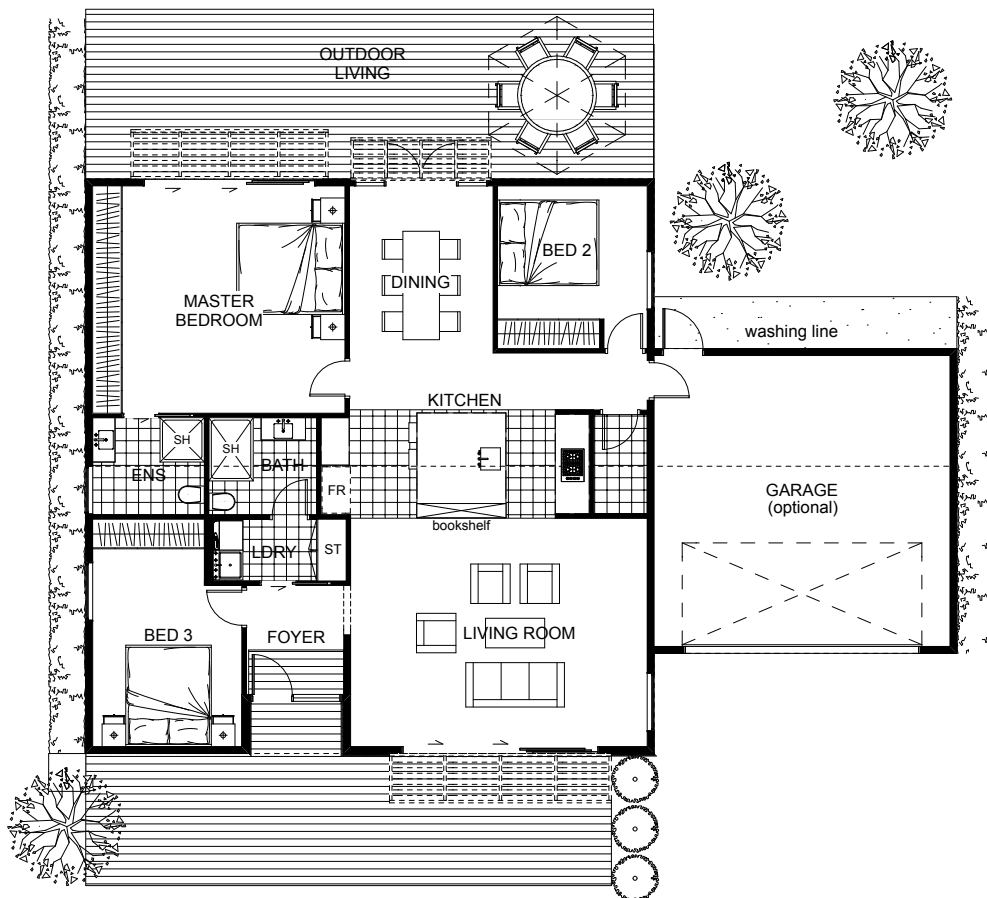 OUTDOOR
LIVING
BED 2
DINING
MASTER
BEDROOM
washing line
KITCHEN
SH
SH
BATH
ENS
FR
GARAGE
(optional)
bookshelf
LDRY
ST
BED 3
FOYER
LIVING ROOM